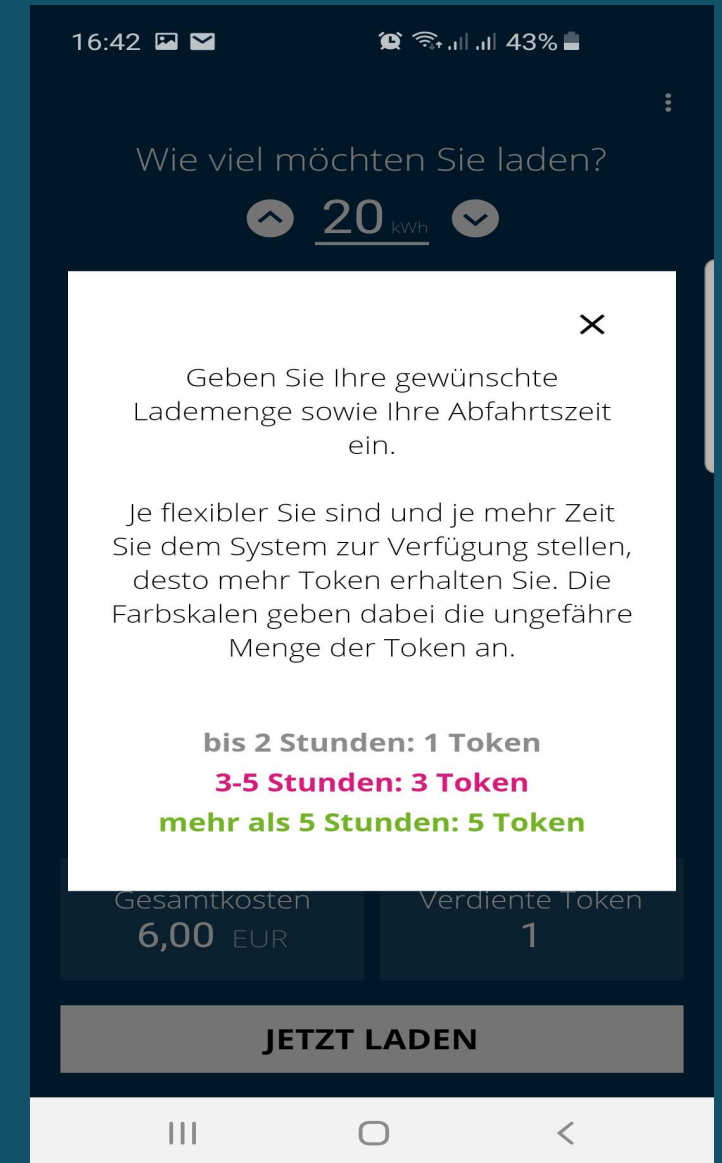 16:42
43%
Wie viel möchten Sie laden?
20 kWh
Geben Sie Ihre gewünschte
Lademenge sowie Ihre Abfahrtszeit
ein.
Je flexibler Sie sind und je mehr Zeit
Sie dem System zur Verfügung stellen,
desto mehr Token erhalten Sie. Die
Farbskalen geben dabei die ungefähre
Menge der Token an.
bis 2 Stunden: 1 Token
3-5 Stunden: 3 Token
mehr als 5 Stunden: 5 Token
Gesamtkosten
6,00 EUR
Verdiente Token
1
JETZT LADEN